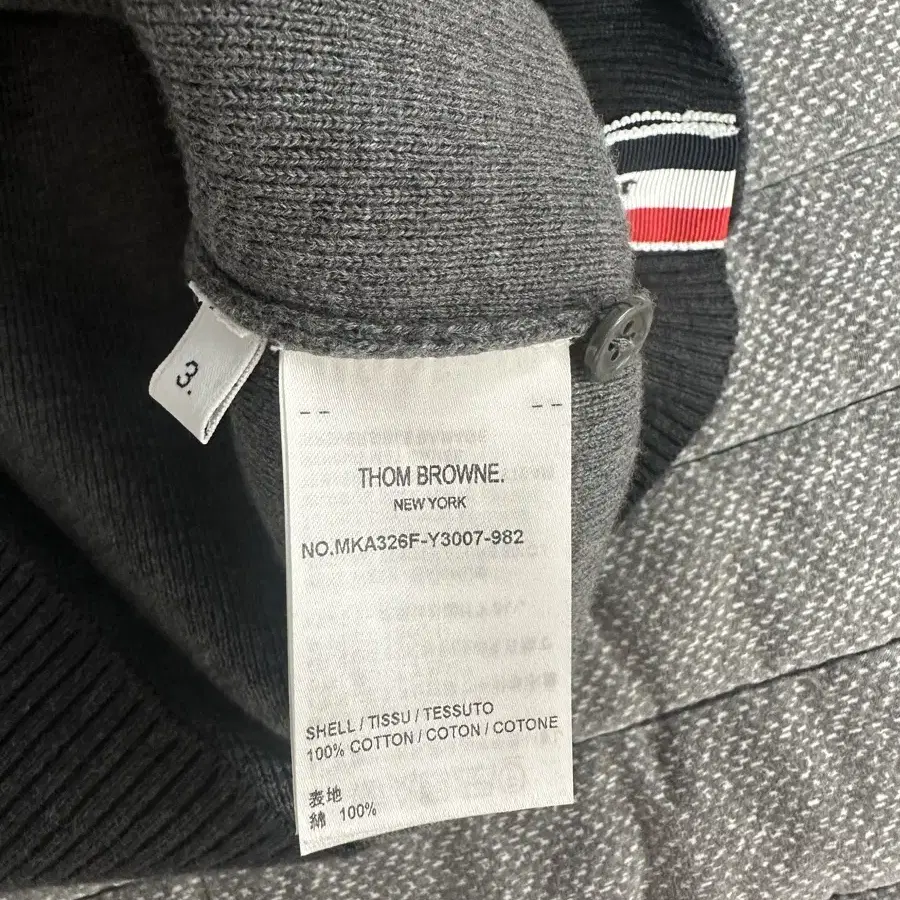 3.
THOM BROWNE.
NEW YORK
NO.MKA326F-Y3007-982
SHELL / TISSU / TESSUTO
100% COTTON / COTON / COTONE
表地
綿 100%